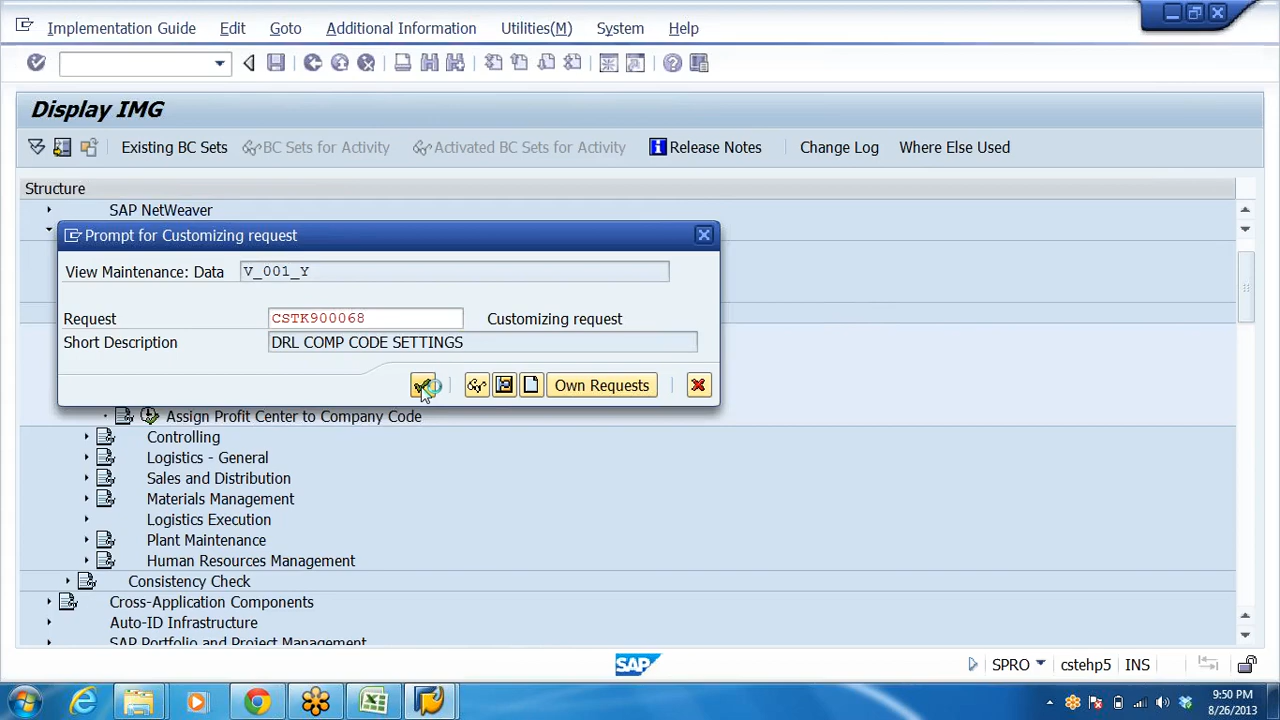 Implementation Guide Edit Goto Additional Information Utilities(M) System Help
Display IMG
Existing BC Sets BC Sets for Activity Activated BC Sets for Activity Release Notes Change Log Where Else Used
Structure
SAP NetWeaver
Prompt for Customizing request
View Maintenance: Data V_001_Y
Request CSTK900068 Customizing request
Short Description DRL COMP CODE SETTINGS
Own Requests
Assign Profit Center to Company Code
Controlling
Logistics - General
Sales and Distribution
Materials Management
Logistics Execution
Plant Maintenance
Human Resources Management
Consistency Check
Cross-Application Components
Auto-ID Infrastructure
SAP Portfolio and Project Management
SAP SPRO cstehp5 INS
9:50 PM
8/26/2013